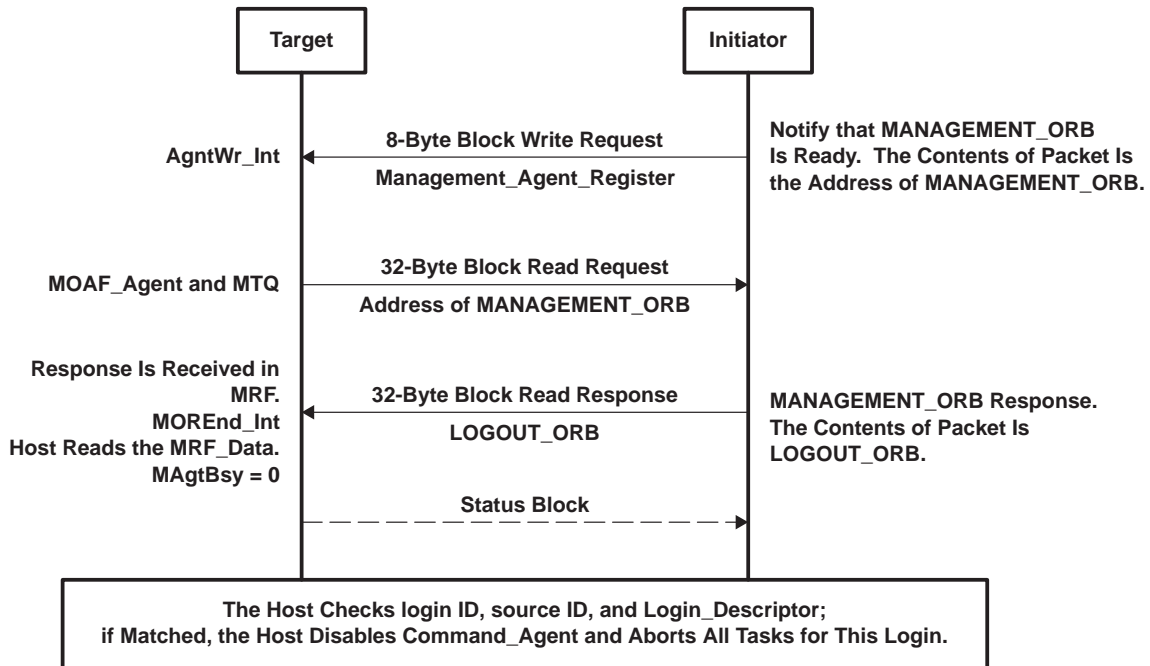 Target
Initiator
AgntWr_Int
8-Byte Block Write Request
Management_Agent_Register
Notify that MANAGEMENT_ORB
Is Ready. The Contents of Packet Is
the Address of MANAGEMENT_ORB.
MOAF_Agent and MTQ
32-Byte Block Read Request
Address of MANAGEMENT_ORB
Response Is Received in
MRF.
MOREnd_Int
Host Reads the MRF_Data.
MAgtBsy = 0
32-Byte Block Read Response
LOGOUT_ORB
MANAGEMENT_ORB Response.
The Contents of Packet Is
LOGOUT_ORB.
Status Block
The Host Checks login ID, source ID, and Login_Descriptor;
if Matched, the Host Disables Command_Agent and Aborts All Tasks for This Login.